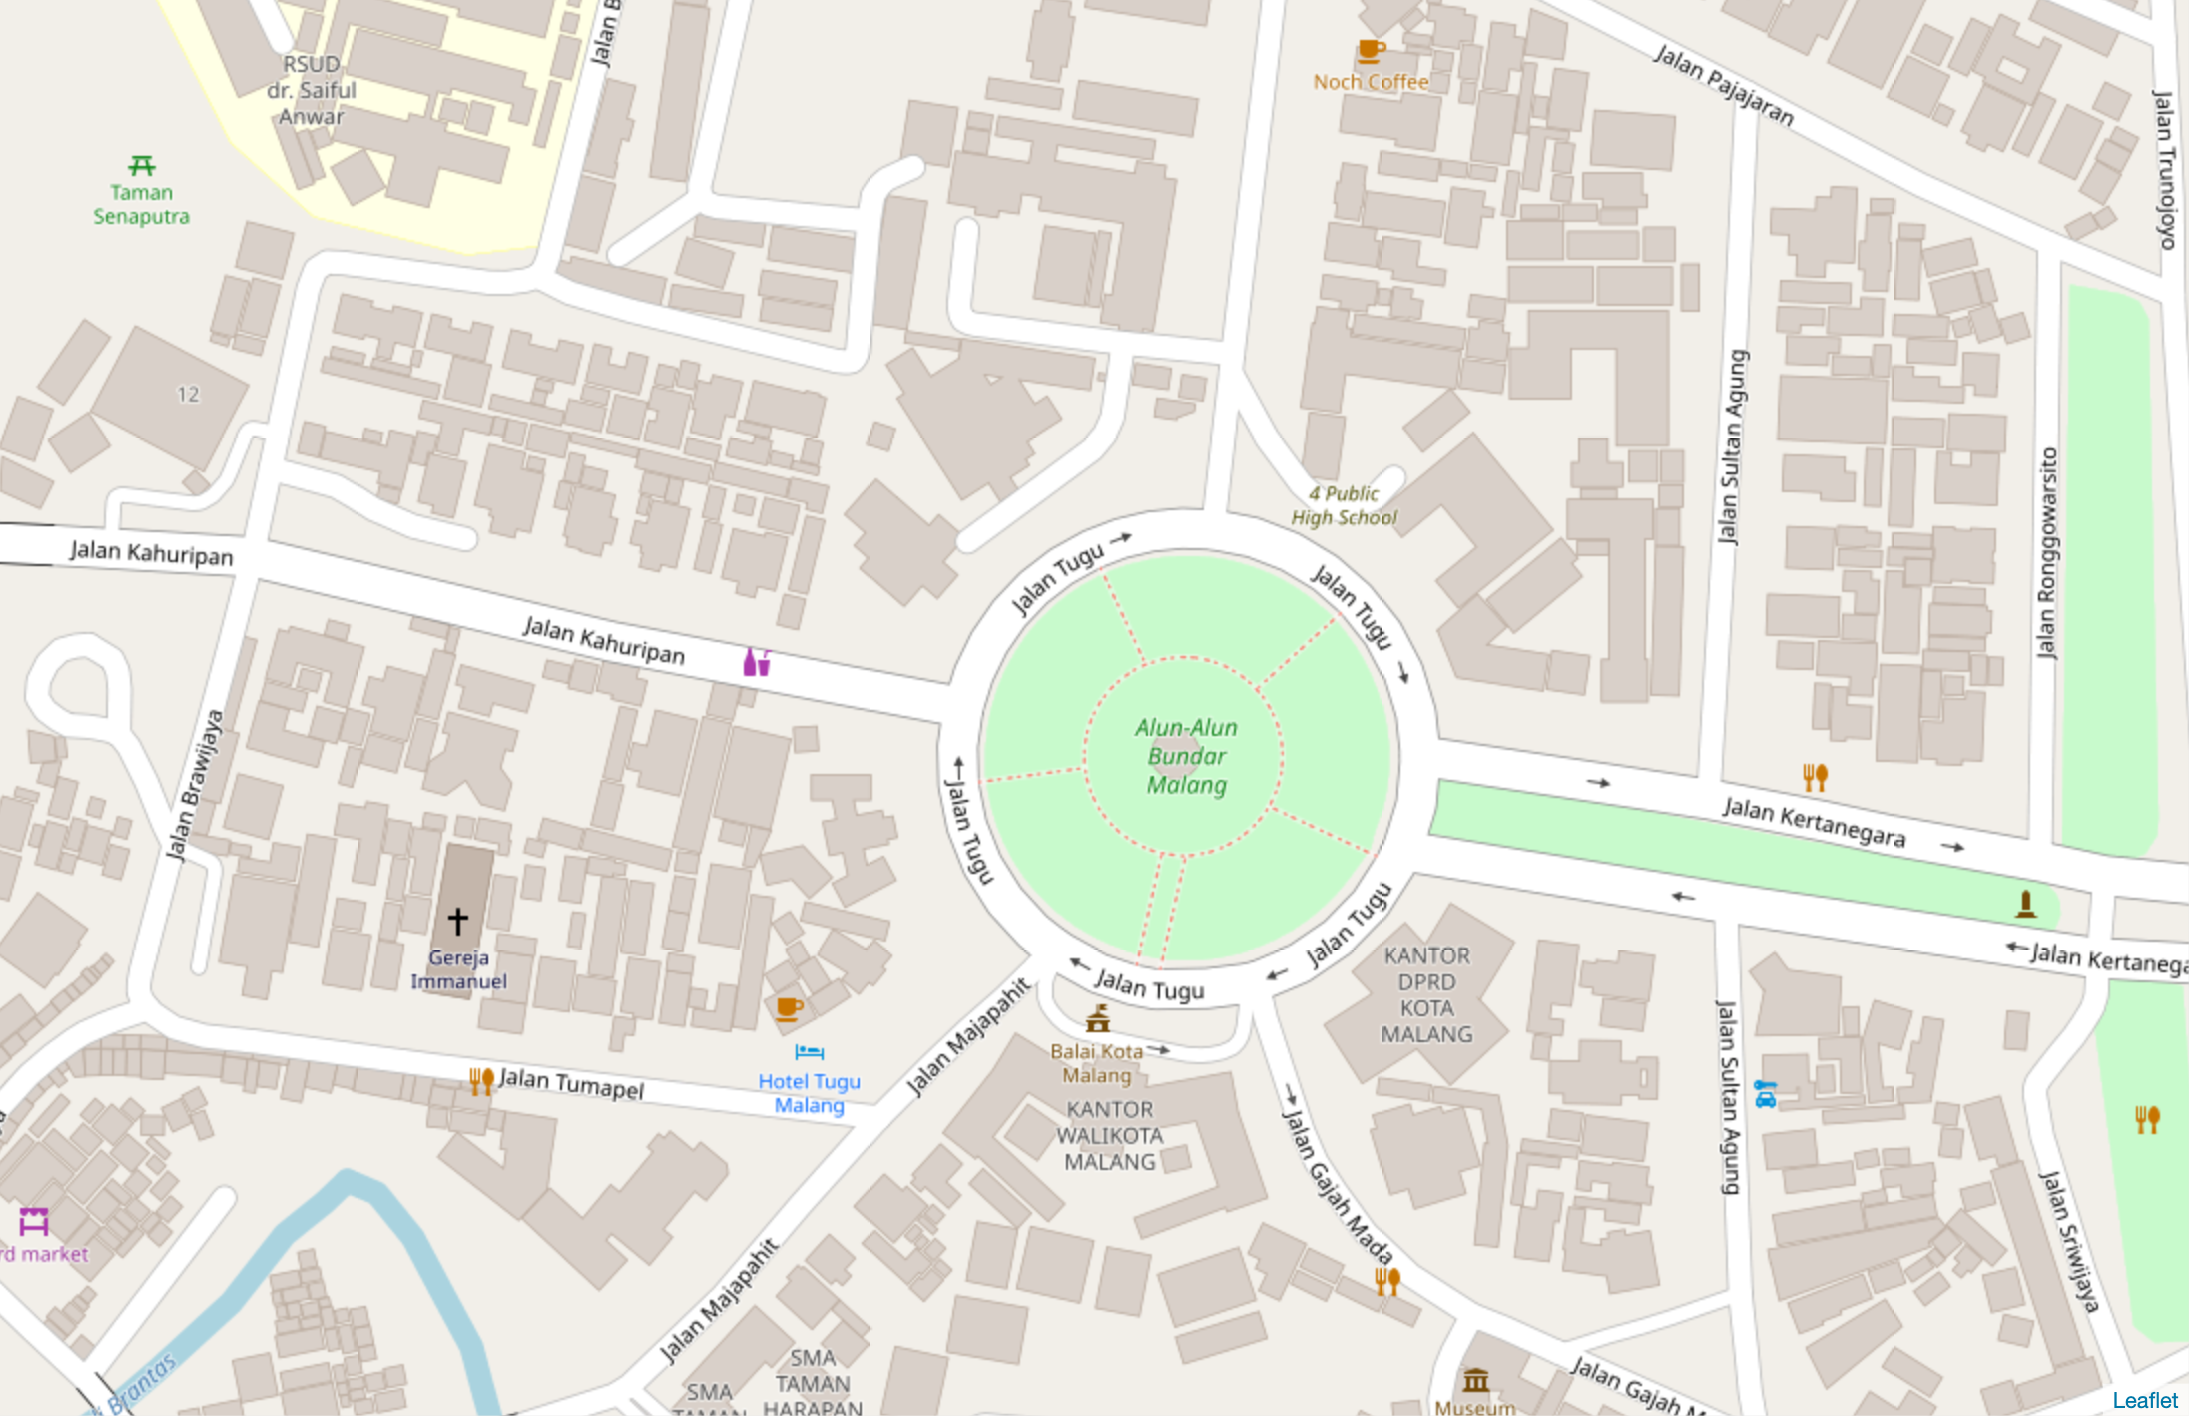 Jalan B
RSUD
dr. Saiful
Anwar
Taman
Senaputra
Noch Coffee
Jalan Pajajaran
Jalan Trunojoyo
12
4 Public
High School
Jalan Sultan Agung
Jalan Ronggowarsito
Jalan Kahuripan
Jalan Kahuripan
Jalan Tugu
Jalan Tugu
Alun-Alun
Bundar
Malang
Jalan Brawijaya
Jalan Tugu
Jalan Kertanegara
Gereja
Immanuel
Jalan Tugu
Jalan Tugu
KANTOR
DPRD
KOTA
MALANG
Jalan Kertanega
Jalan Majapahit
Balai Kota
Malang
Hotel Tugu
Malang
Jalan Tumapel
KANTOR
WALIKOTA
MALANG
Jalan Gajah Mada
Jalan Sultan Agung
Jalan Sriwijaya
rd market
Jalan Majapahit
Brantas
SMA
TAMAN
HARAPAN
SMA
TAMAN
Jalan Gajah M
Museum
Leaflet